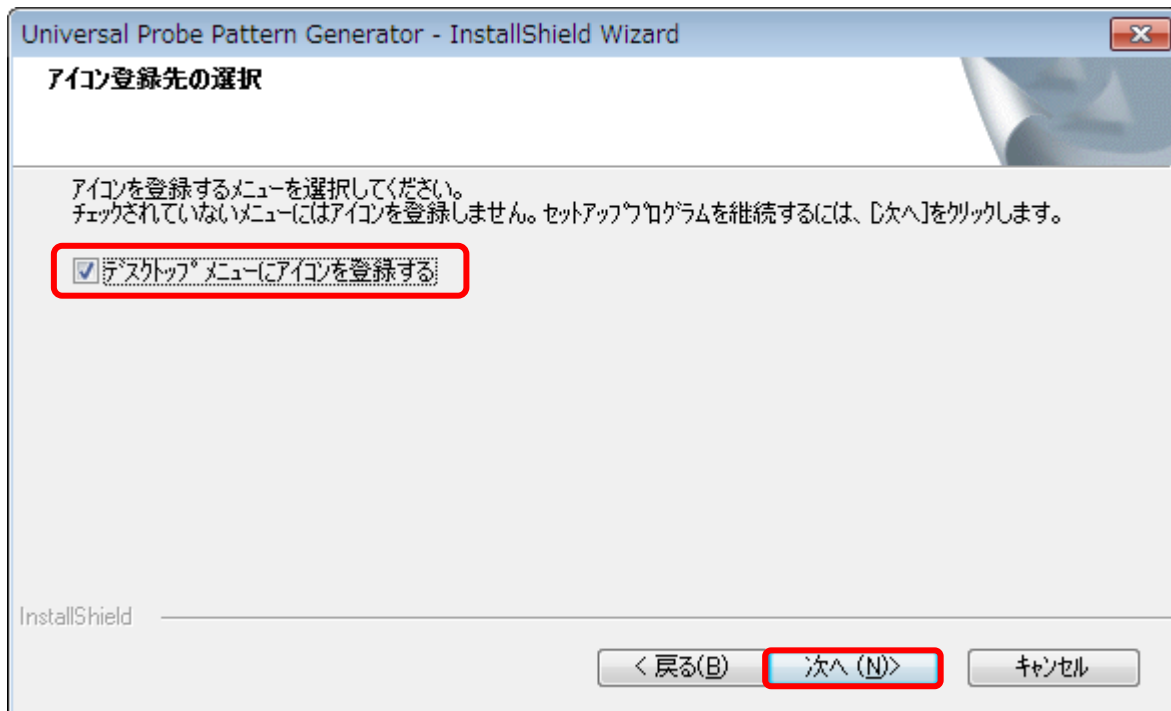 Universal Probe Pattern Generator - InstallShield Wizard
アイコン登録先の選択
アイコンを登録するメニューを選択してください。
チェックされていないメニューにはアイコンを登録しません。セットアッププログラムを継続するには、[次へ]をクリックします。
デスクトップメニューにアイコンを登録する
InstallShield
< 戻る(B)
次へ (N)>
キャンセル